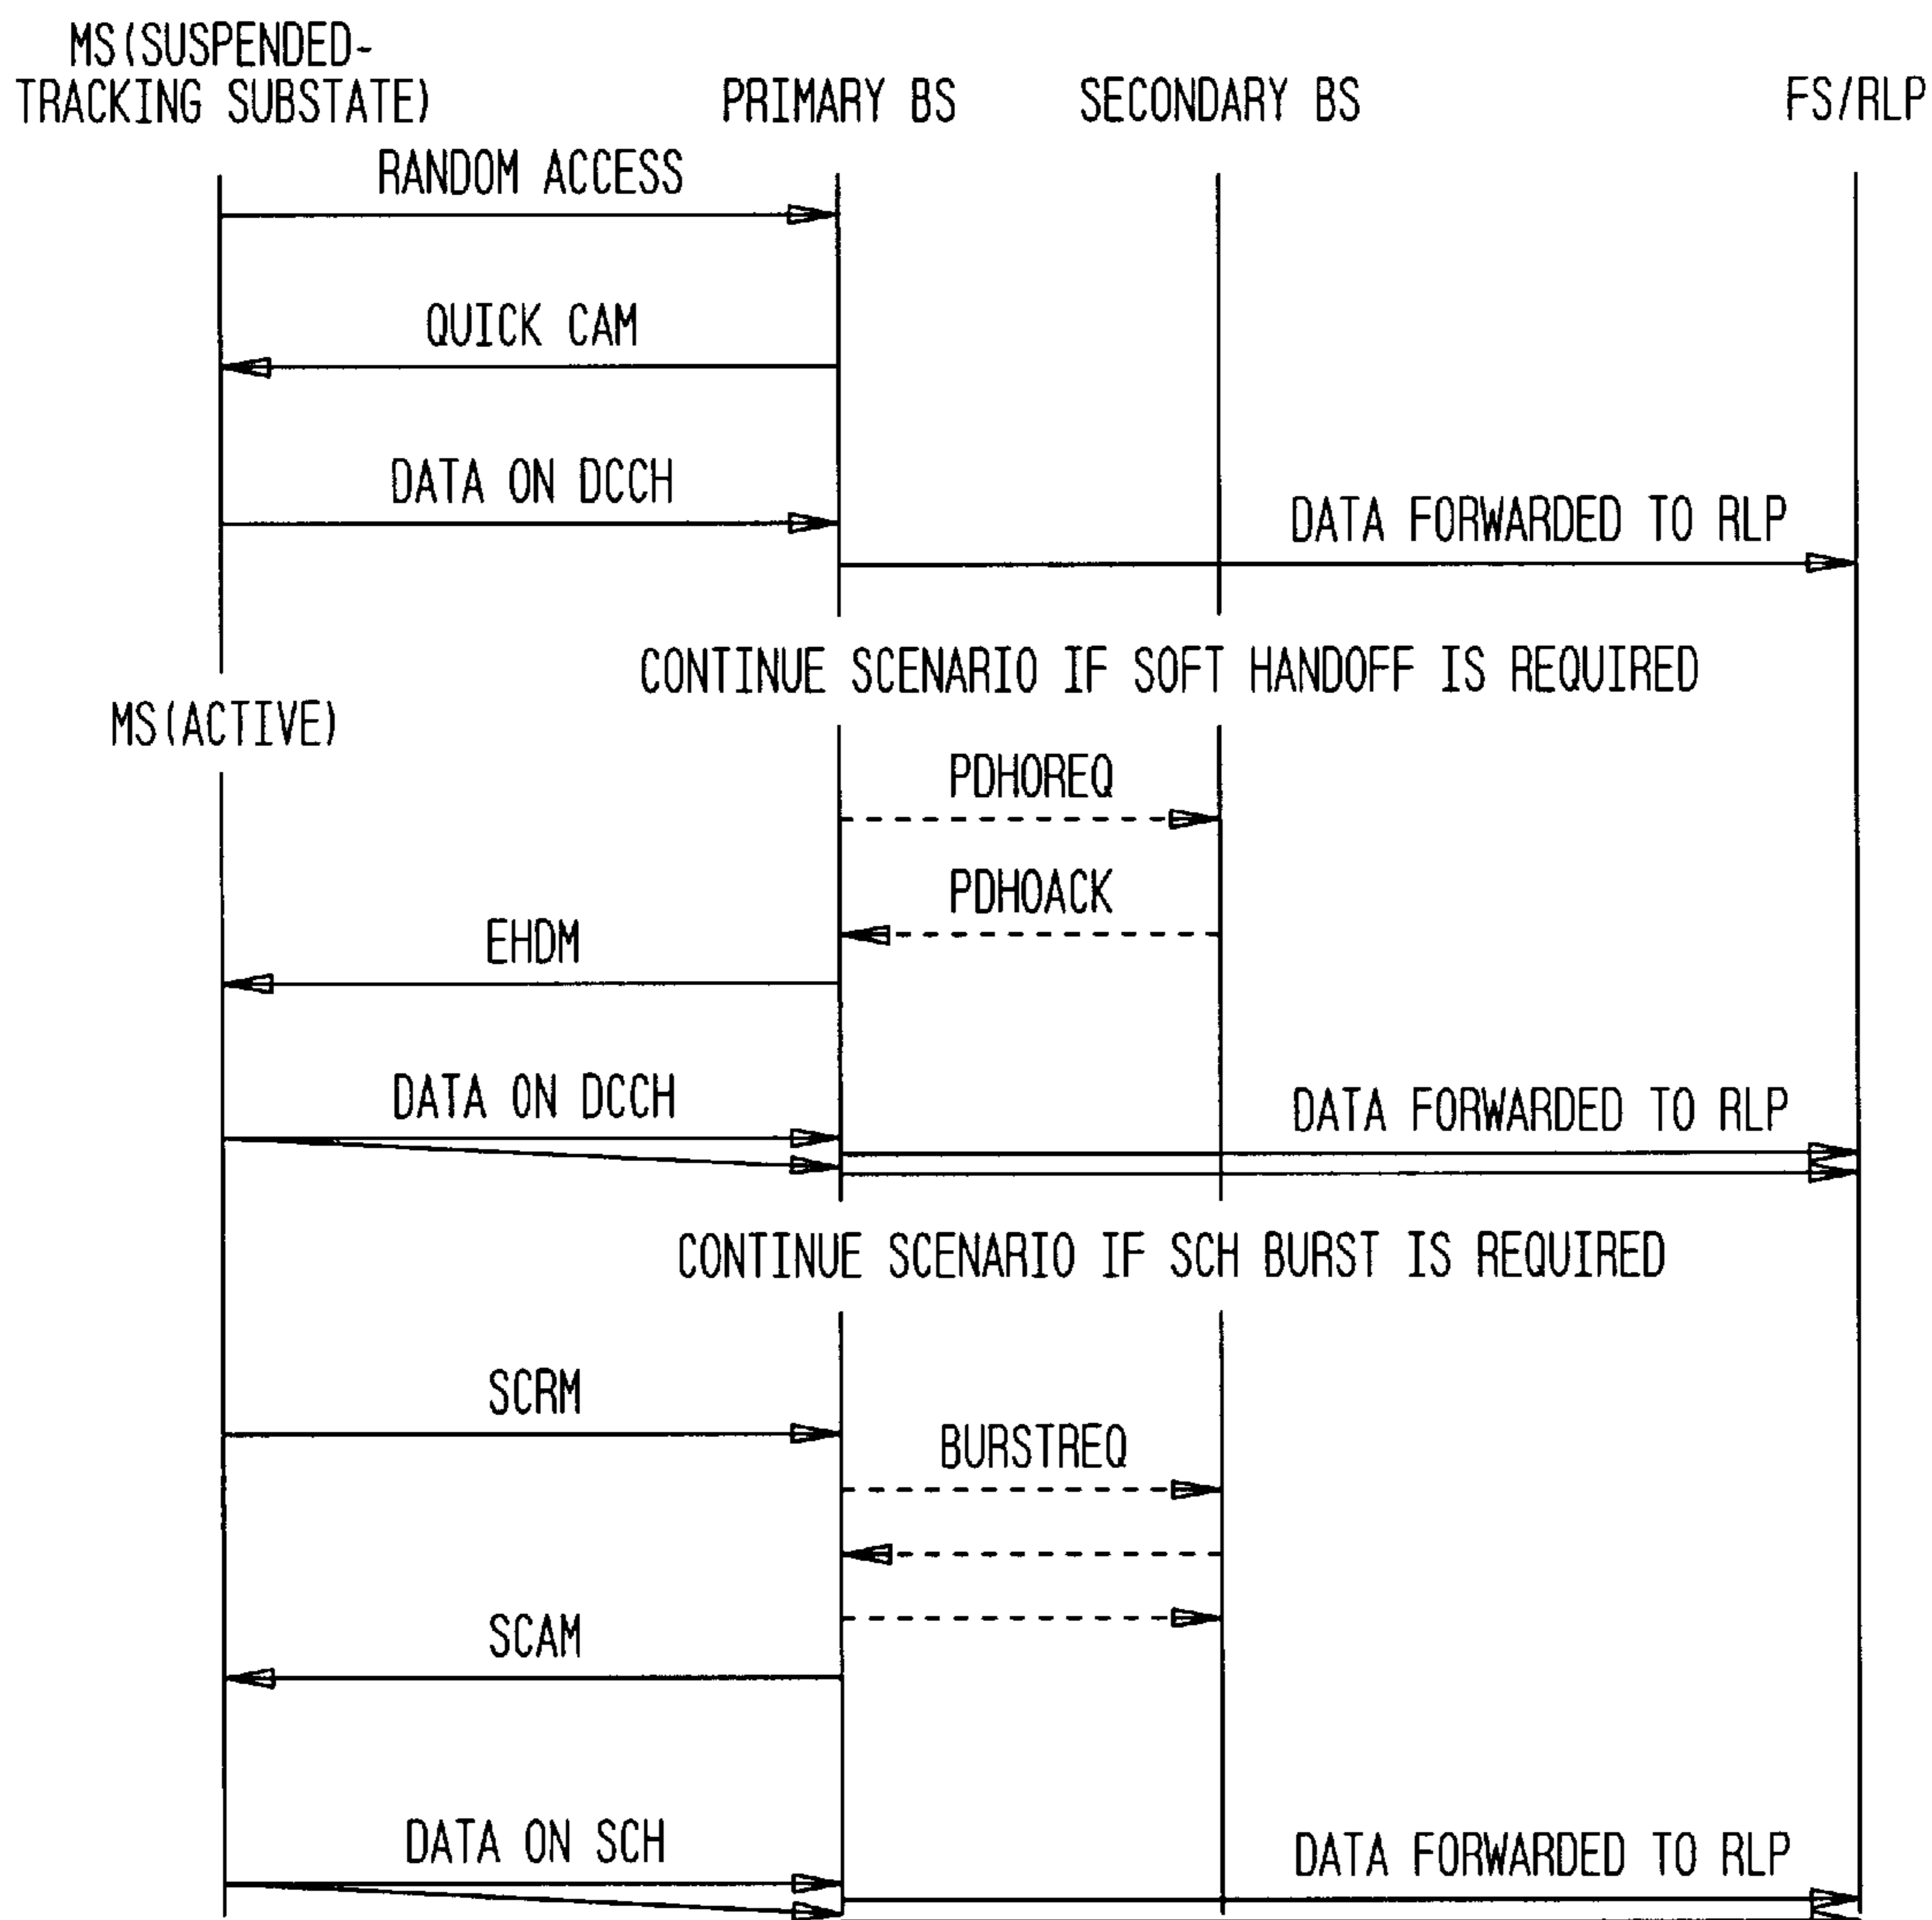 MS(SUSPENDED-
TRACKING SUBSTATE)
PRIMARY BS
SECONDARY BS
FS/RLP
RANDOM ACCESS
QUICK CAM
DATA ON DCCH
DATA FORWARDED TO RLP
CONTINUE SCENARIO IF SOFT HANDOFF IS REQUIRED
MS(ACTIVE)
PDHOREQ
PDHOACK
EHDM
DATA ON DCCH
DATA FORWARDED TO RLP
CONTINUE SCENARIO IF SCH BURST IS REQUIRED
SCRM
BURSTREQ
SCAM
DATA ON SCH
DATA FORWARDED TO RLP